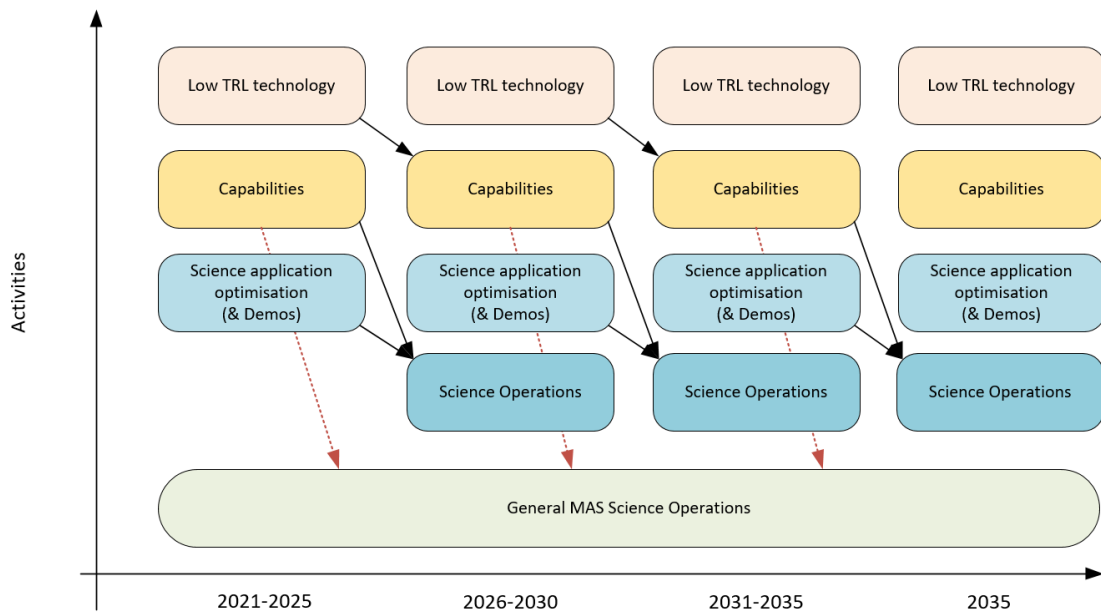 Low TRL technology
Low TRL technology
Low TRL technology
Low TRL technology
Capabilities
Capabilities
Capabilities
Capabilities
Activities
Science application
optimisation
(& Demos)
Science application
optimisation
(& Demos)
Science application
optimisation
(& Demos)
Science application
optimisation
(& Demos)
Science Operations
Science Operations
Science Operations
General MAS Science Operations
2021-2025
2026-2030
2031-2035
2035